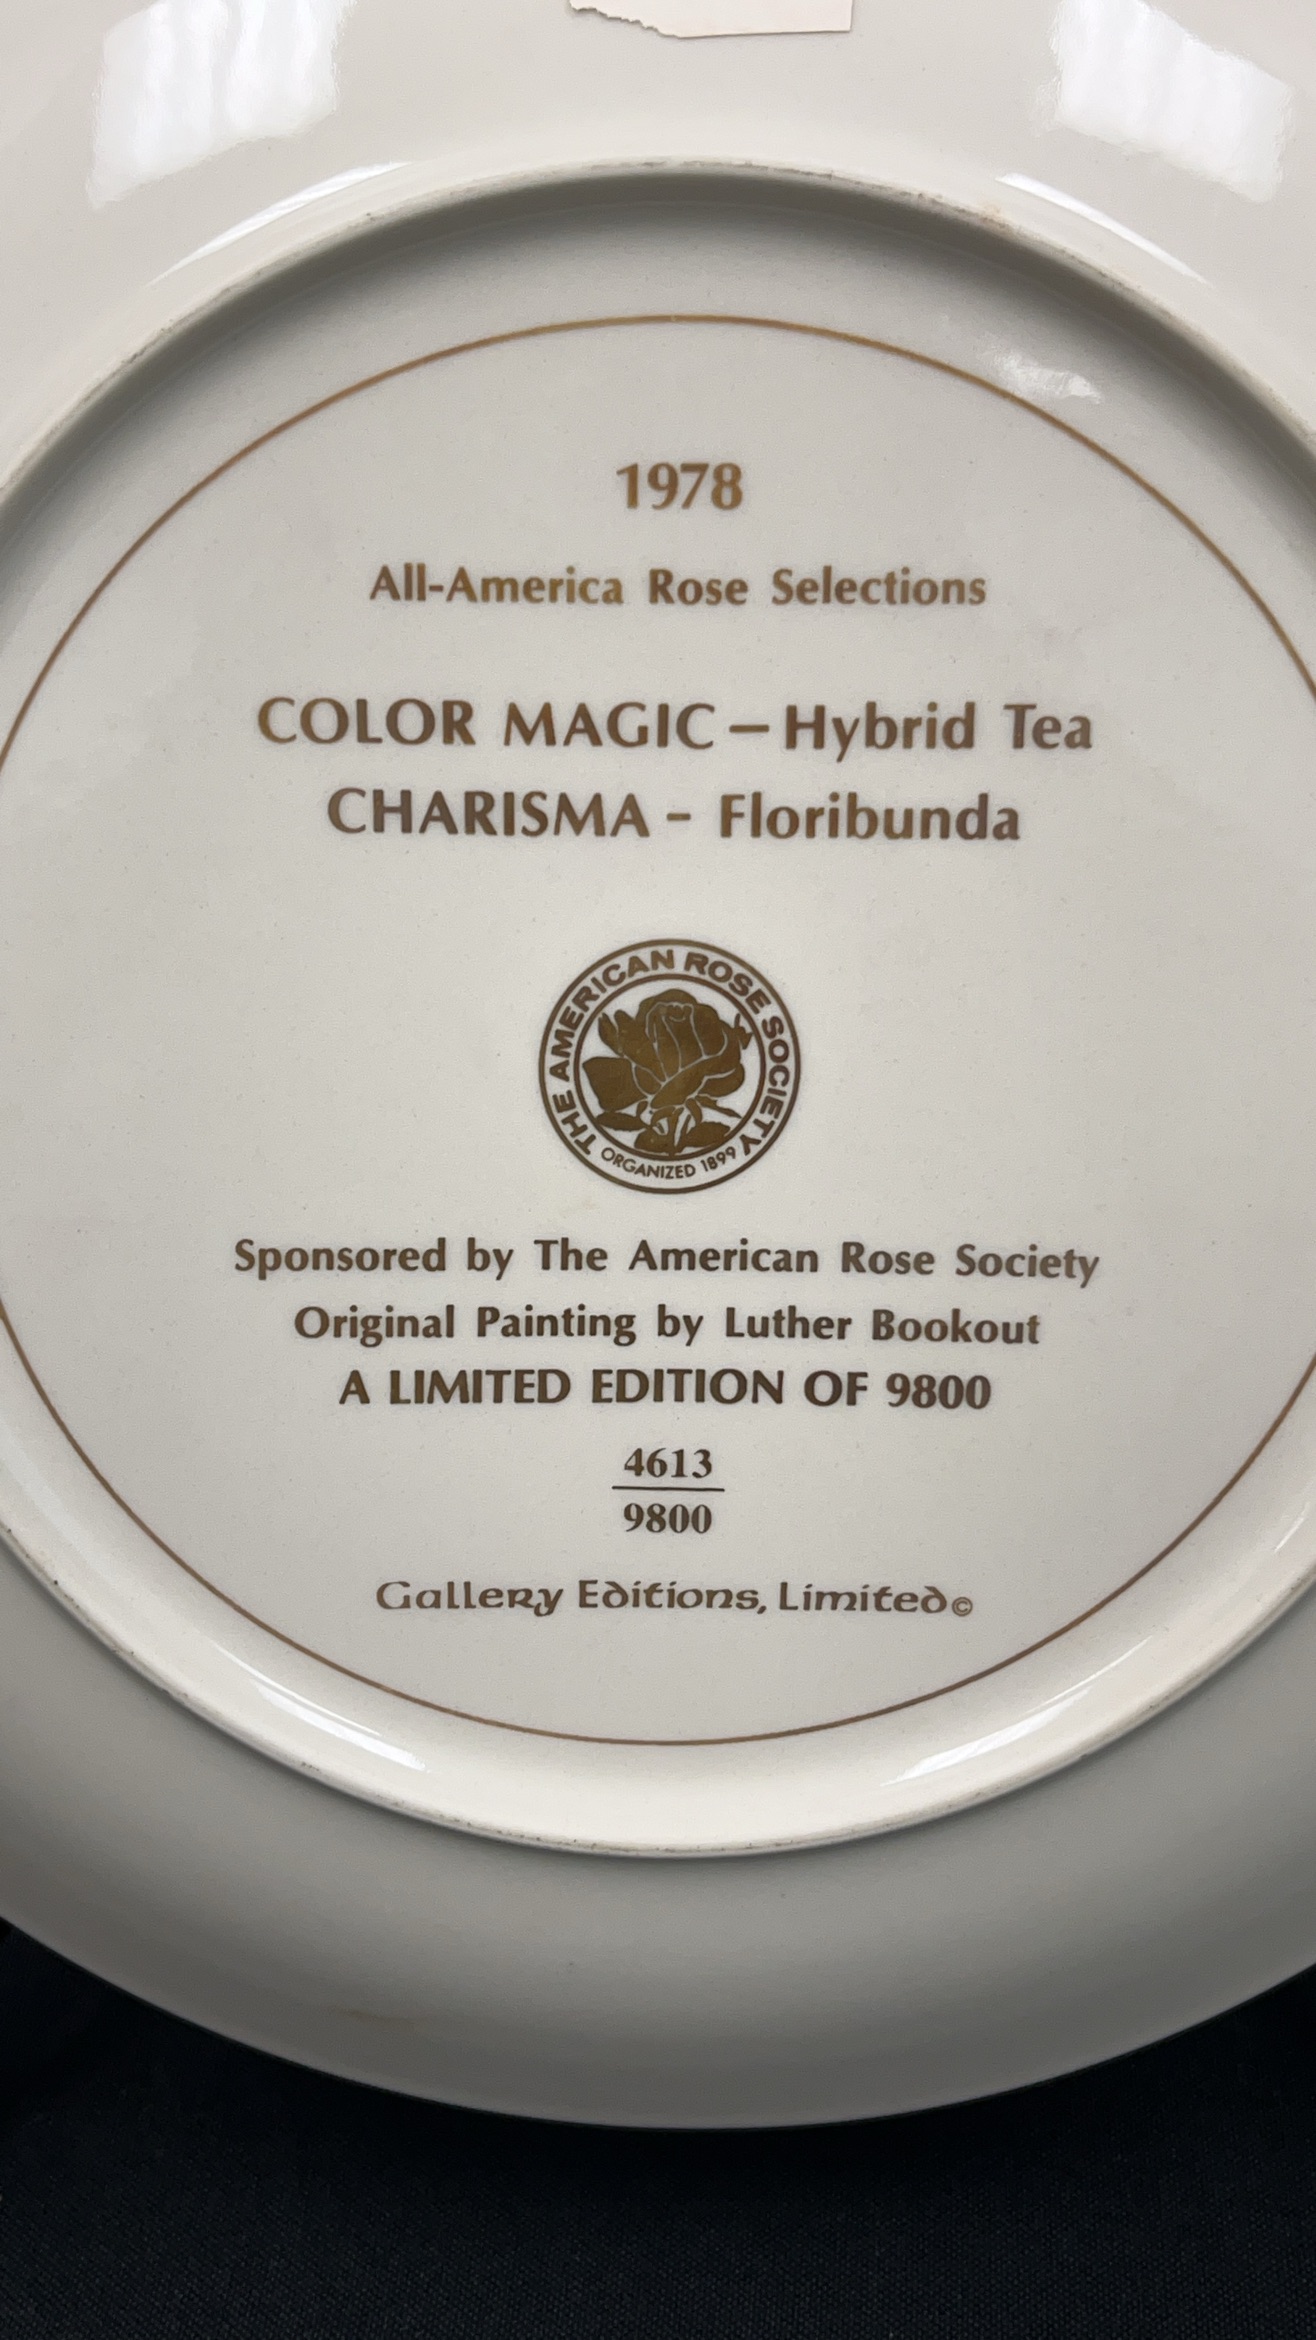 1978
All-America Rose Selections
COLOR MAGIC – Hybrid Tea
CHARISMA - Floribunda
THE AMERICAN ROSE SOCIETY
ORGANIZED 1899
Sponsored by The American Rose Society
Original Painting by Luther Bookout
A LIMITED EDITION OF 9800
4613
9800
Gallery Editions, Limited©